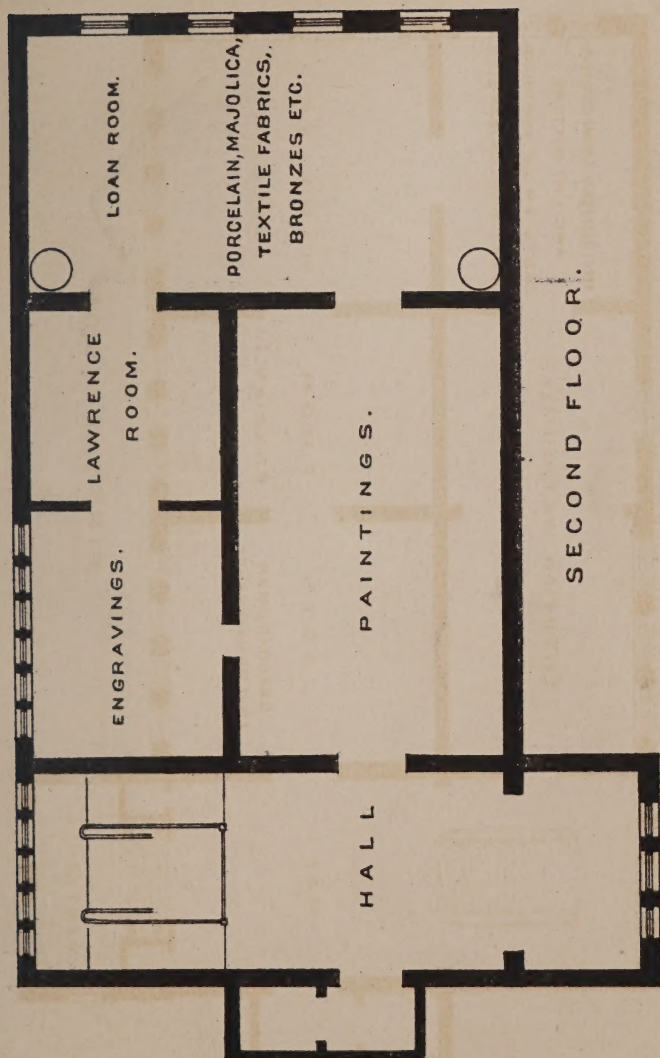 LOAN ROOM.
PORCELAIN, MAJOLICA,
TEXTILE FABRICS,
BRONZES ETC.
LAWRENCE
ROOM.
ENGRAVINGS.
PAINTINGS.
HALL
SECOND FLOOR.